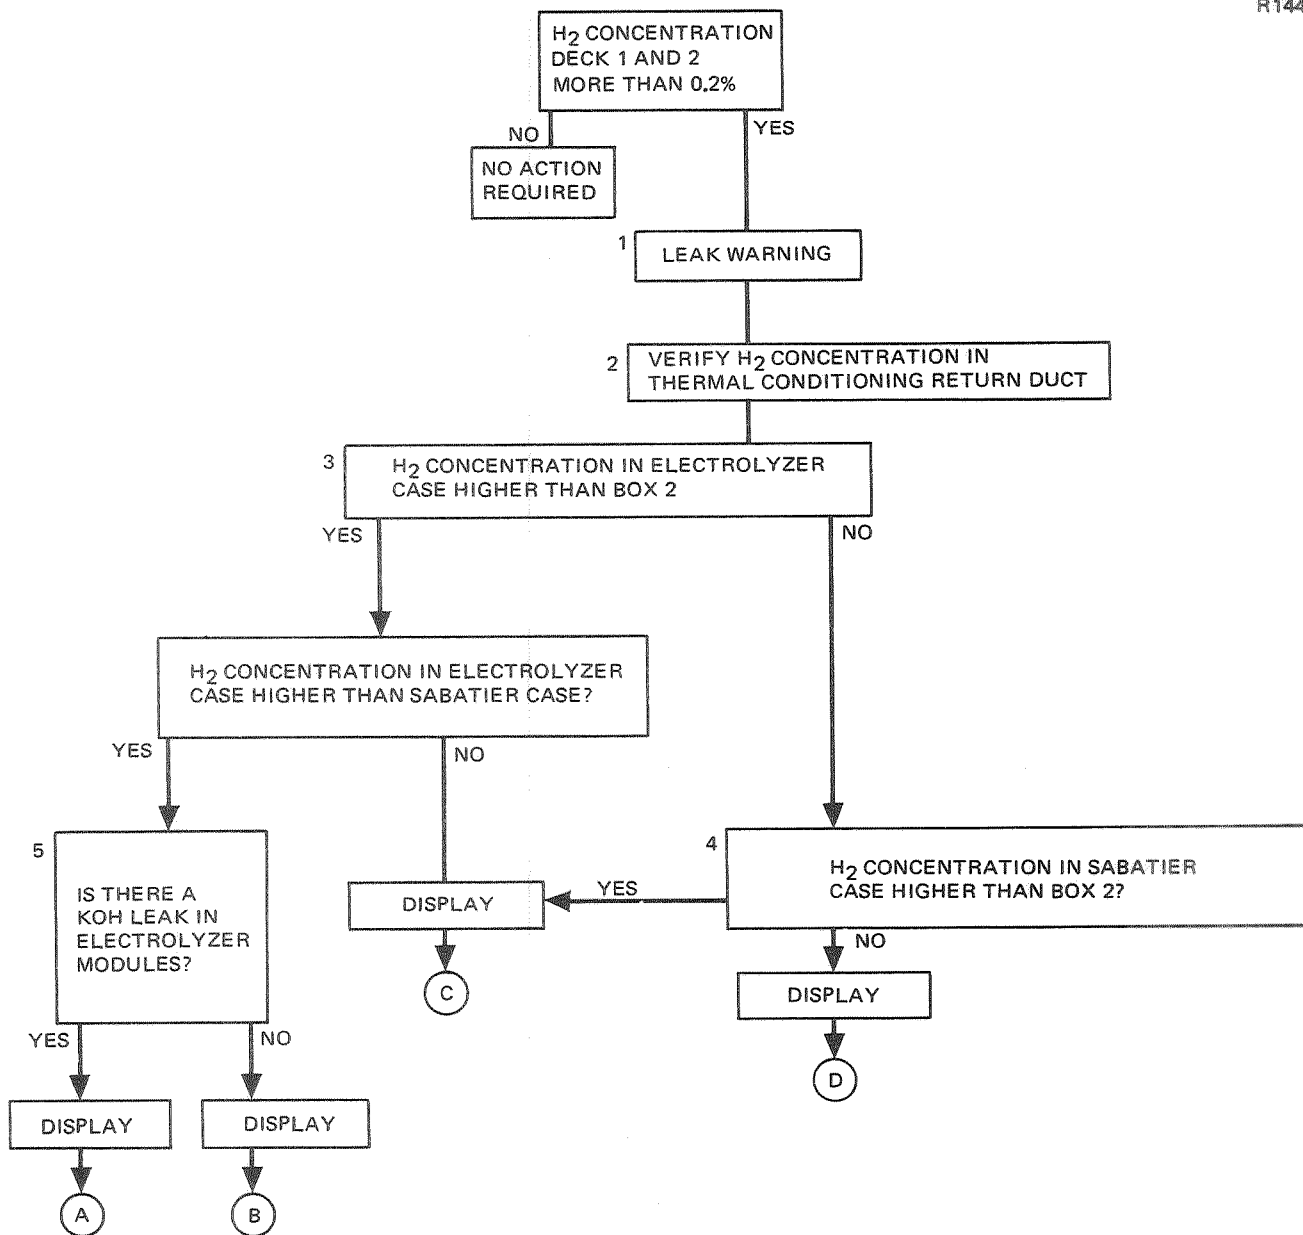 R144
H2 CONCENTRATION
DECK 1 AND 2
MORE THAN 0.2%
NO
YES
NO ACTION
REQUIRED
1
LEAK WARNING
2
VERIFY H2 CONCENTRATION IN
THERMAL CONDITIONING RETURN DUCT
3
H2 CONCENTRATION IN ELECTROLYZER
CASE HIGHER THAN BOX 2
YES
NO
H2 CONCENTRATION IN ELECTROLYZER
CASE HIGHER THAN SABATIER CASE?
YES
NO
5
IS THERE A
KOH LEAK IN
ELECTROLYZER
MODULES?
4
H2 CONCENTRATION IN SABATIER
CASE HIGHER THAN BOX 2?
YES
DISPLAY
C
NO
DISPLAY
D
YES
NO
DISPLAY
DISPLAY
A
B